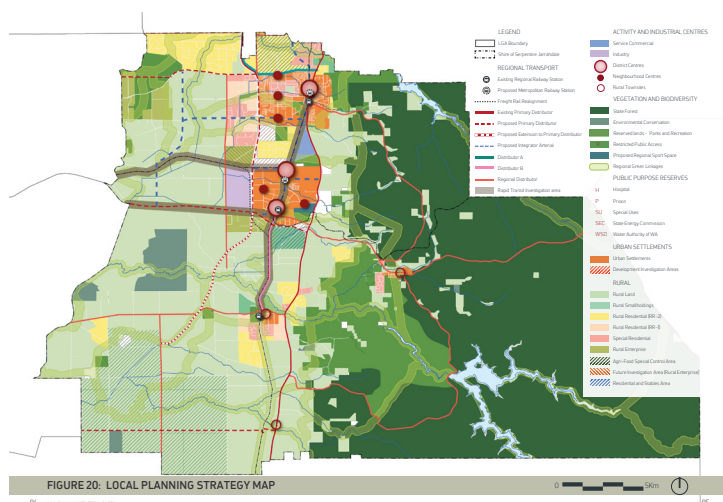 LEGEND
LGA Boundary
Shire of Serpentine Jarrahdale
REGIONAL TRANSPORT
Existing Regional Railway Station
Proposed Metropolitan Railway Station
Freight Rail Realignment
Existing Primary Distributor
Proposed Primary Distributor
Proposed Extension to Primary Distributor
Proposed Integrator Arterial
Distributor A
Distributor B
Regional Distributor
Rapid Transit Investigation area
ACTIVITY AND INDUSTRIAL CENTRES
Service Commercial
Industry
District Centres
Neighbourhood Centres
Rural Townsites
VEGETATION AND BIODIVERSITY
State Forest
Environmental Conservation
Reserved lands - Parks and Recreation
Restricted Public Access
Proposed Regional Sport Space
Regional Green Linkages
PUBLIC PURPOSE RESERVES
H Hospital
P Prison
SU Special Uses
SEC State Energy Commission
WSD Water Authority of WA
URBAN SETTLEMENTS
Urban Settlements
Development Investigation Areas
RURAL
Rural Land
Rural Smallholdings
Rural Residential (RR-2)
Rural Residential (RR-1)
Special Residential
Rural Enterprise
Agri-Food Special Control Area
Future Investigation Area (Rural Enterprise)
Residential and Stables Area
FIGURE 20: LOCAL PLANNING STRATEGY MAP
0 5Km